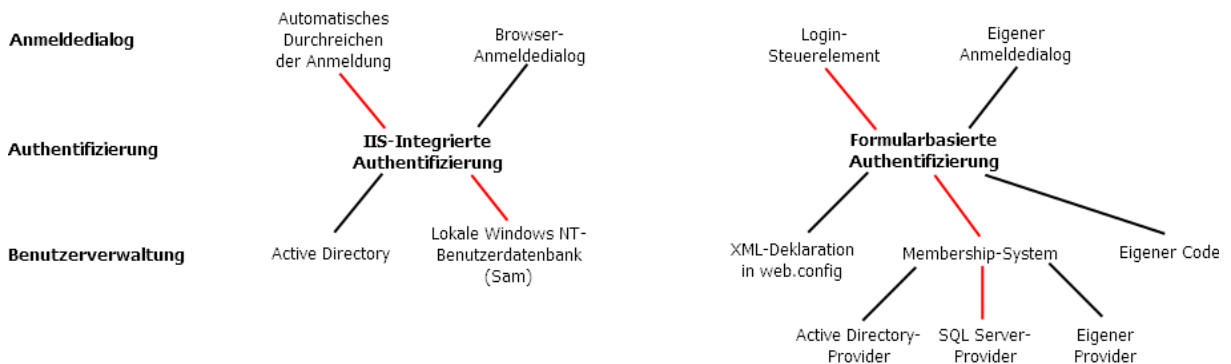 Anmeldedialog
Automatisches
Durchreichen
der Anmeldung
Browser-
Anmeldedialog
Login-
Steuerelement
Eigener
Anmeldedialog
Authentifizierung
IIS-Integrierte
Authentifizierung
Formularbasierte
Authentifizierung
Benutzerverwaltung
Active Directory
Lokale Windows NT-
Benutzerdatenbank
(Sam)
XML-Deklaration
in web.config
Membership-System
Eigener Code
Active Directory-
Provider
SQL Server-
Provider
Eigener
Provider